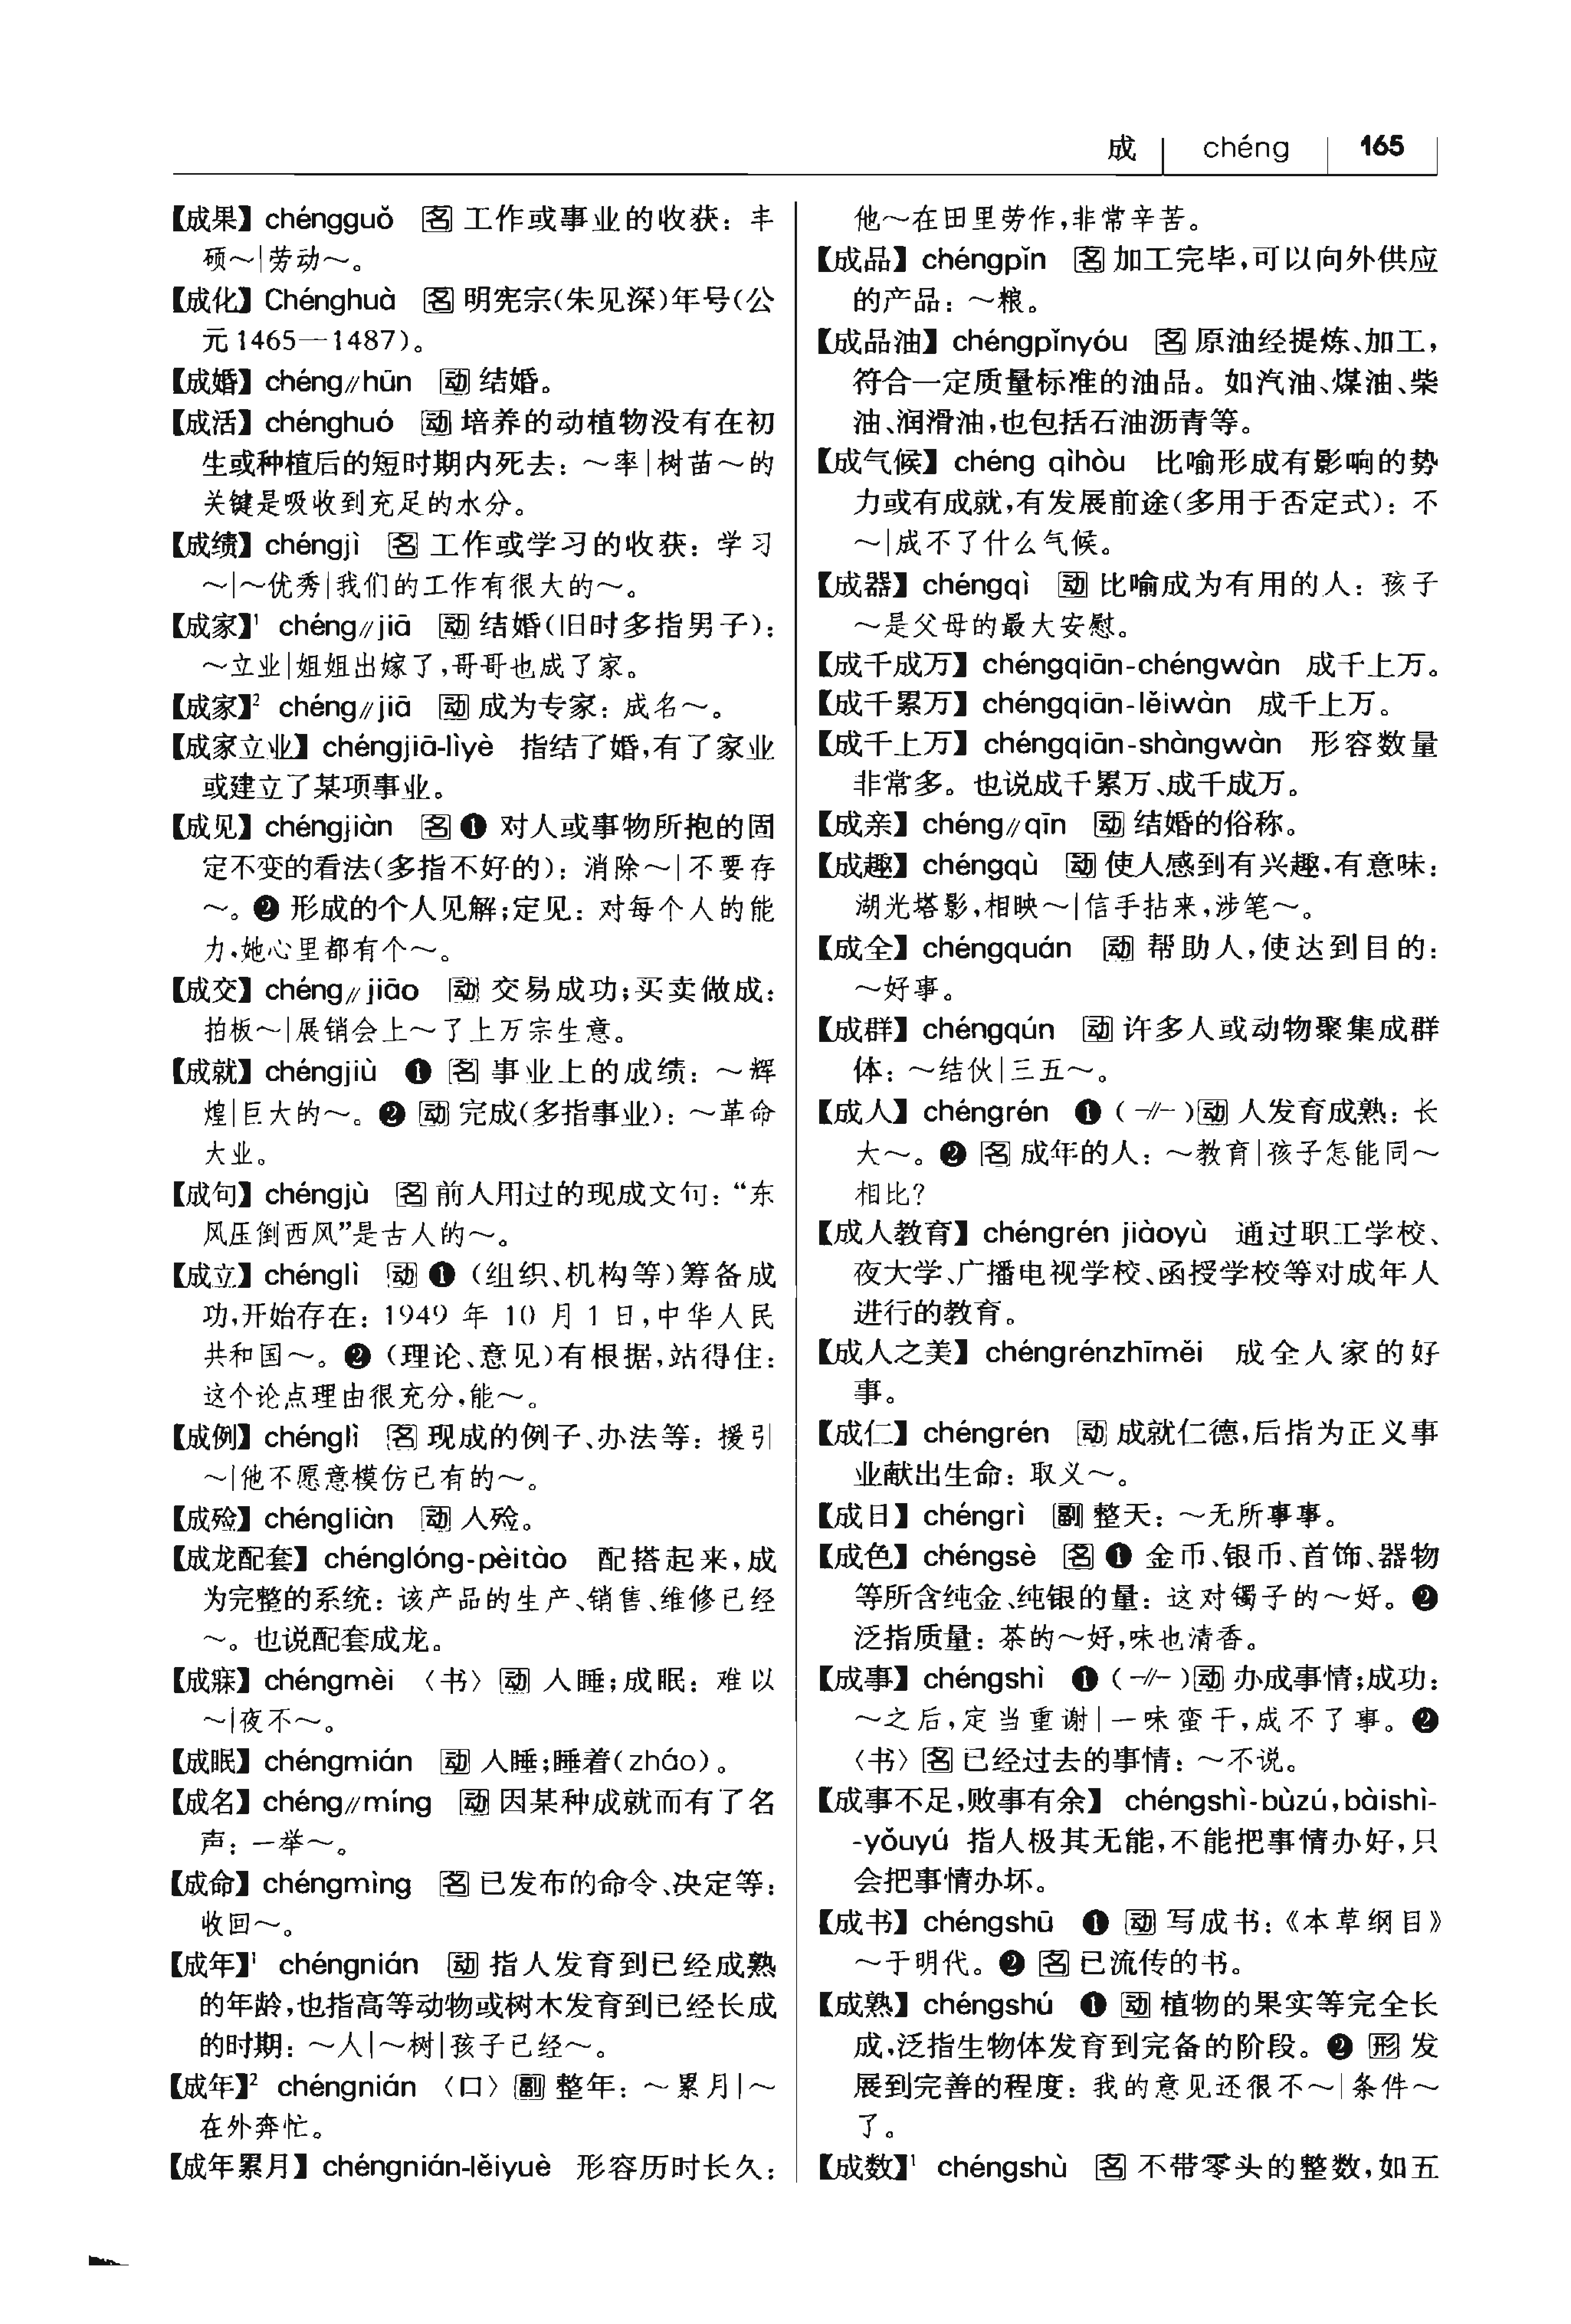 成 chéng 165
【成果】chéngguǒ 名 工作或事业的收获：丰
硕～|劳动～。
【成化】Chénghuà 名 明宪宗(朱见深)年号(公
元1465—1487)。
【成婚】chéng//hūn 动 结婚。
【成活】chénghuó 动 培养的动植物没有在初
生或种植后的短时期内死去：～率|树苗～的
关键是吸收到充足的水分。
【成绩】chéngjì 名 工作或学习的收获：学习
～|～优秀|我们的工作有很大的～。
【成家】¹ chéng//jiā 动 结婚(旧时多指男子)：
～立业|姐姐出嫁了,哥哥也成了家。
【成家】² chéng//jiā 动 成为专家：成名～。
【成家立业】chéngjiā-lìyè 指结了婚,有了家业
或建立了某项事业。
【成见】chéngjiàn 名 ❶ 对人或事物所抱的固
定不变的看法(多指不好的)：消除～|不要存
～。❷ 形成的个人见解;定见：对每个人的能
力,她心里都有个～。
【成交】chéng//jiāo 动 交易成功;买卖做成：
拍板～|展销会上～了上万宗生意。
【成就】chéngjiù ❶ 名 事业上的成绩：～辉
煌|巨大的～。❷ 动 完成(多指事业)：～革命
大业。
【成句】chéngjù 名 前人用过的现成文句：“东
风压倒西风”是古人的～。
【成立】chénglì 动 ❶ (组织、机构等)筹备成
功,开始存在：1949 年 10 月 1 日,中华人民
共和国～。❷ (理论、意见)有根据,站得住：
这个论点理由很充分,能～。
【成例】chénglì 名 现成的例子、办法等：援引
～|他不愿意模仿已有的～。
【成殓】chéngliàn 动 入殓。
【成龙配套】chénglóng-pèitào 配搭起来,成
为完整的系统：该产品的生产、销售、维修已经
～。也说配套成龙。
【成寐】chéngmèi 〈书〉动 入睡;成眠：难以
～|夜不～。
【成眠】chéngmián 动 入睡;睡着(zháo)。
【成名】chéng//míng 动 因某种成就而有了名
声：一举～。
【成命】chéngmìng 名 已发布的命令、决定等：
收回～。
【成年】¹ chéngnián 动 指人发育到已经成熟
的年龄,也指高等动物或树木发育到已经长成
的时期：～人|～树|孩子已经～。
【成年】² chéngnián 〈口〉副 整年：～累月|～
在外奔忙。
【成年累月】chéngnián-lěiyuè 形容历时长久：
他～在田里劳作,非常辛苦。
【成品】chéngpǐn 名 加工完毕,可以向外供应
的产品：～粮。
【成品油】chéngpǐnyóu 名 原油经提炼、加工,
符合一定质量标准的油品。如汽油、煤油、柴
油、润滑油,也包括石油沥青等。
【成气候】chéng qìhòu 比喻形成有影响的势
力或有成就,有发展前途(多用于否定式)：不
～|成不了什么气候。
【成器】chéngqì 动 比喻成为有用的人：孩子
～是父母的最大安慰。
【成千成万】chéngqiān-chéngwàn 成千上万。
【成千累万】chéngqiān-lěiwàn 成千上万。
【成千上万】chéngqiān-shàngwàn 形容数量
非常多。也说成千累万、成千成万。
【成亲】chéng//qīn 动 结婚的俗称。
【成趣】chéngqù 动 使人感到有兴趣,有意味：
湖光塔影,相映～|信手拈来,涉笔～。
【成全】chéngquán 动 帮助人,使达到目的：
～好事。
【成群】chéngqún 动 许多人或动物聚集成群
体：～结伙|三五～。
【成人】chéngrén ❶ (-//-)动 人发育成熟：长
大～。❷ 名 成年的人：～教育|孩子怎能同～
相比?
【成人教育】chéngrén jiàoyù 通过职工学校、
夜大学、广播电视学校、函授学校等对成年人
进行的教育。
【成人之美】chéngrénzhīměi 成全人家的好
事。
【成仁】chéngrén 动 成就仁德,后指为正义事
业献出生命：取义～。
【成日】chéngrì 副 整天：～无所事事。
【成色】chéngsè 名 ❶ 金币、银币、首饰、器物
等所含纯金、纯银的量：这对镯子的～好。❷
泛指质量：茶的～好,味也清香。
【成事】chéngshì ❶ (-//-)动 办成事情;成功：
～之后,定当重谢|一味蛮干,成不了事。❷
〈书〉名 已经过去的事情：～不说。
【成事不足,败事有余】chéngshì-bùzú,bàishì-
-yǒuyú 指人极其无能,不能把事情办好,只
会把事情办坏。
【成书】chéngshū ❶ 动 写成书：《本草纲目》
～于明代。❷ 名 已流传的书。
【成熟】chéngshú ❶ 动 植物的果实等完全长
成,泛指生物体发育到完备的阶段。❷ 形 发
展到完善的程度：我的意见还很不～|条件～
了。
【成数】¹ chéngshù 名 不带零头的整数,如五